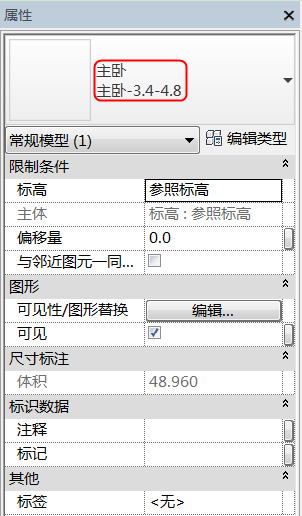 属性
主卧
主卧-3.4-4.8
常规模型 (1) 编辑类型
限制条件
标高 参照标高
主体 标高 : 参照标高
偏移量 0.0
与邻近图元一同...
图形
可见性/图形替换 编辑...
可见
尺寸标注
体积 48.960
标识数据
注释
标记
其他
标签 <无>